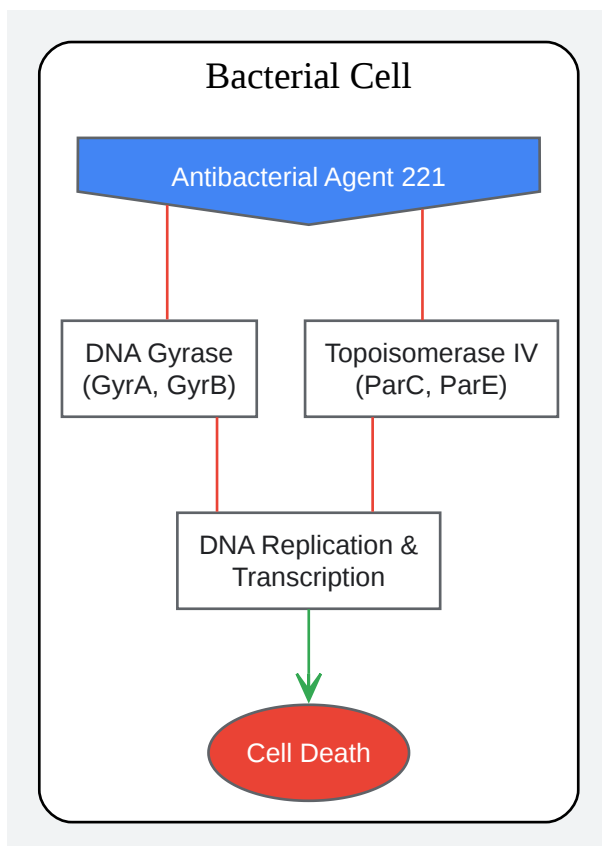 Bacterial Cell
Antibacterial Agent 221
DNA Gyrase
(GyrA, GyrB)
Topoisomerase IV
(ParC, ParE)
DNA Replication &
Transcription
Cell Death